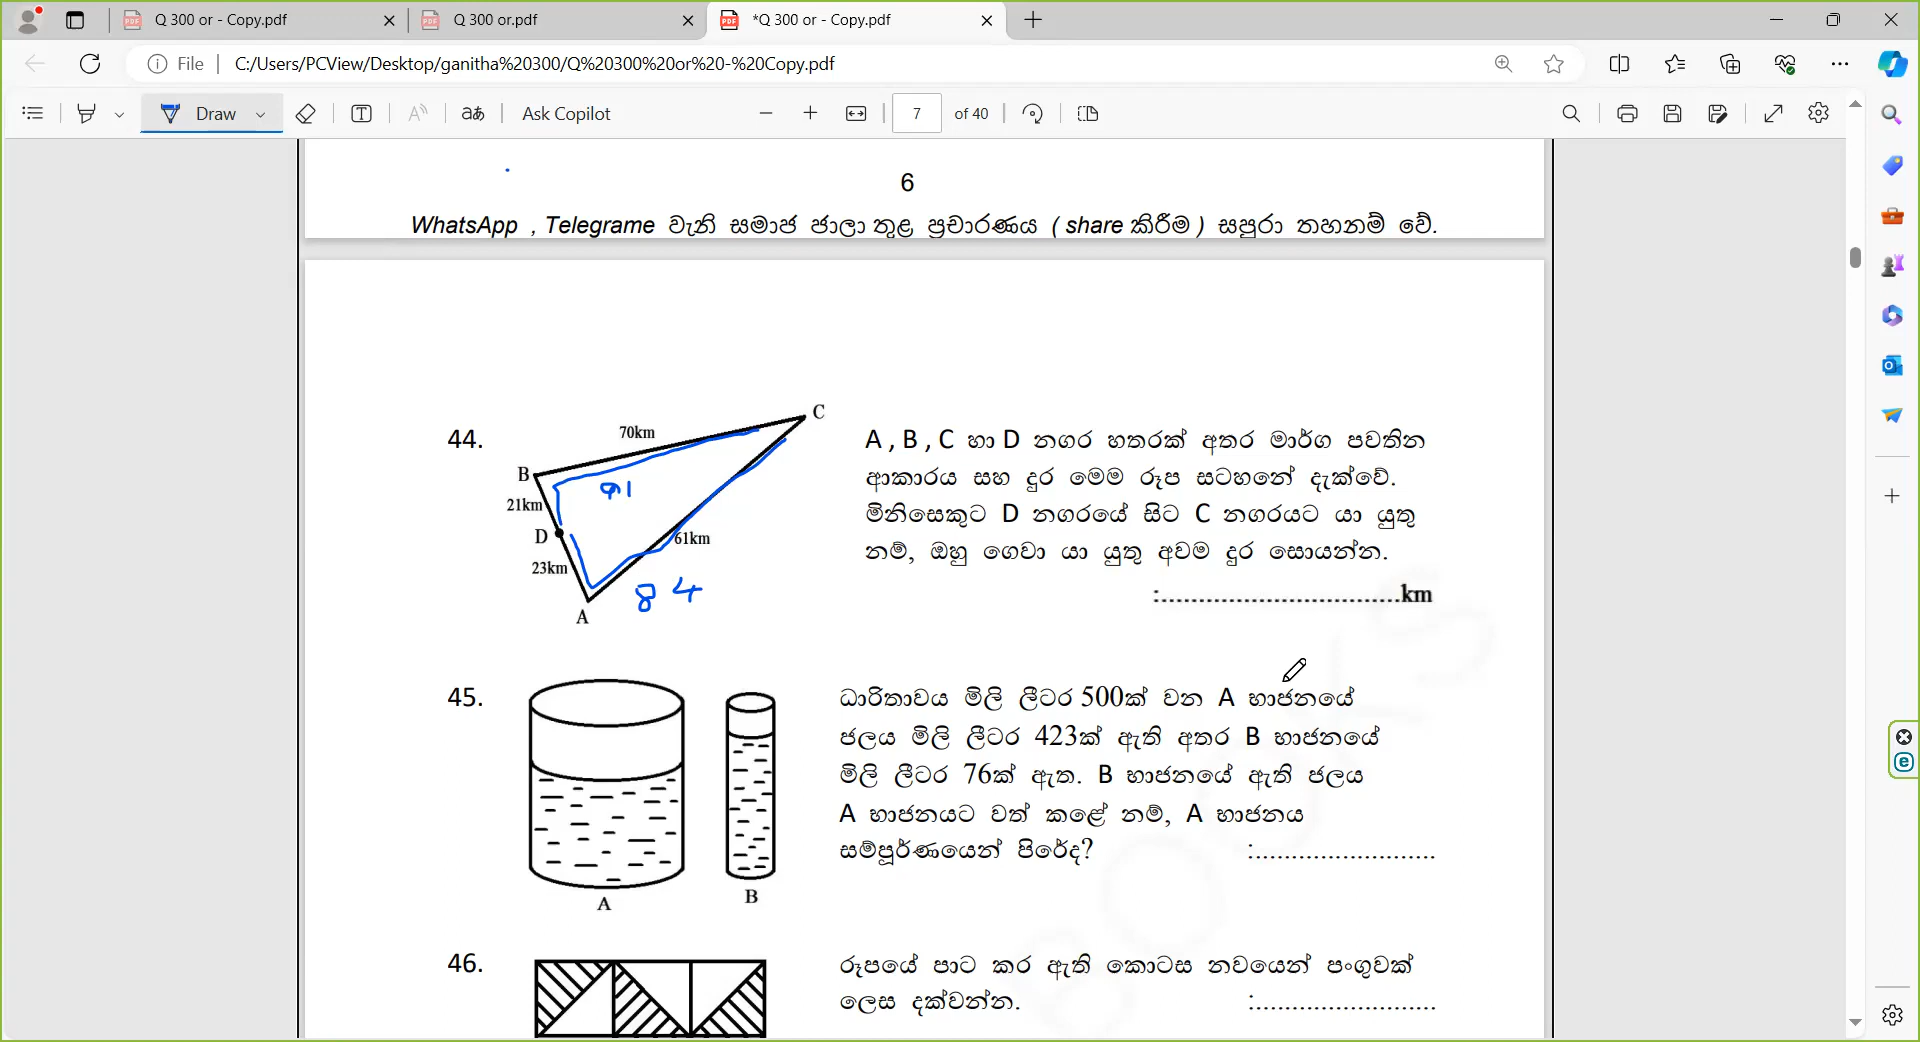 Q 300 or - Copy.pdf
Q 300 or.pdf
*Q 300 or - Copy.pdf
File
C:/Users/PCView/Desktop/ganitha%20300/Q%20300%20or%20-%20Copy.pdf
Draw
aあ
Ask Copilot
7 of 40
6
WhatsApp , Telegrame වැනි සමාජ ජාලා තුළ ප්‍රචාරණය ( share කිරීම ) සපුරා තහනම් වේ.
44.
C
70km
B
91
21km
D
61km
23km
84
A
A , B , C හා D නගර හතරක් අතර මාර්ග පවතින
ආකාරය සහ දුර මෙම රූප සටහනේ දැක්වේ.
මිනිසෙකුට D නගරයේ සිට C නගරයට යා යුතු
නම්, ඔහු ගෙවා යා යුතු අවම දුර සොයන්න.
:................................km
45.
A
B
ධාරිතාවය මිලි ලීටර 500ක් වන A භාජනයේ
ජලය මිලි ලීටර 423ක් ඇති අතර B භාජනයේ
මිලි ලීටර 76ක් ඇත. B භාජනයේ ඇති ජලය
A භාජනයට වත් කළේ නම්, A භාජනය
සම්පූර්ණයෙන් පිරේද? :.........................
46.
රූපයේ පාට කර ඇති කොටස නවයෙන් පංගුවක්
ලෙස දක්වන්න. :.........................